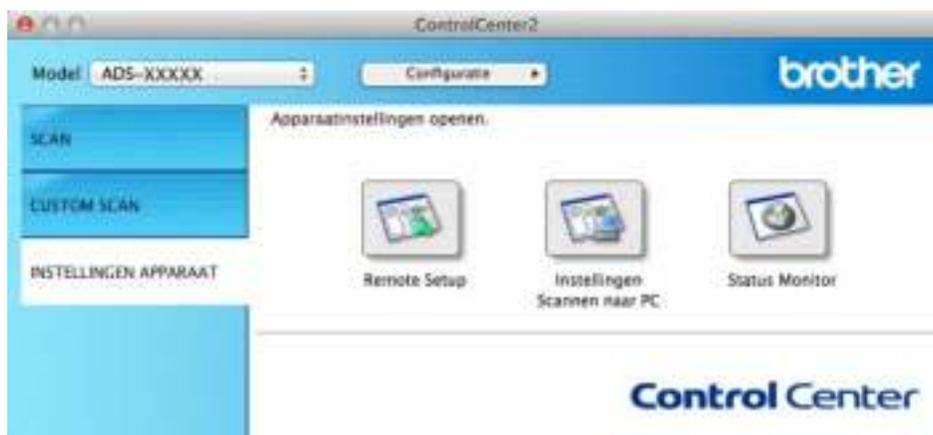 ControlCenter2
Model ADS-XXXXX Configuratie
brother
SCAN
CUSTOM SCAN
INSTELLINGEN APPARAAT
Apparaatinstellingen openen.
Remote Setup
Instellingen
Scannen naar PC
Status Monitor
Control Center